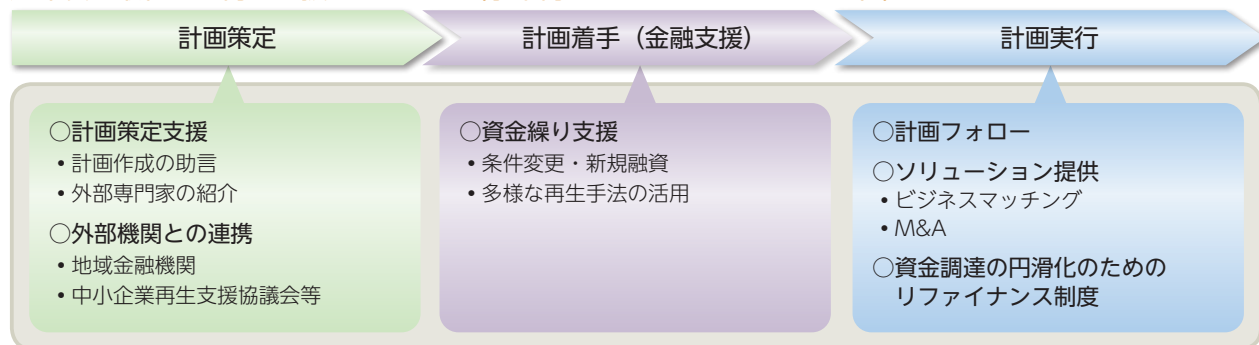 計画策定
計画着手（金融支援）
計画実行
○計画策定支援
• 計画作成の助言
• 外部専門家の紹介
○外部機関との連携
• 地域金融機関
• 中小企業再生支援協議会等
○資金繰り支援
• 条件変更・新規融資
• 多様な再生手法の活用
○計画フォロー
○ソリューション提供
• ビジネスマッチング
• M&A
○資金調達の円滑化のための
リファイナンス制度